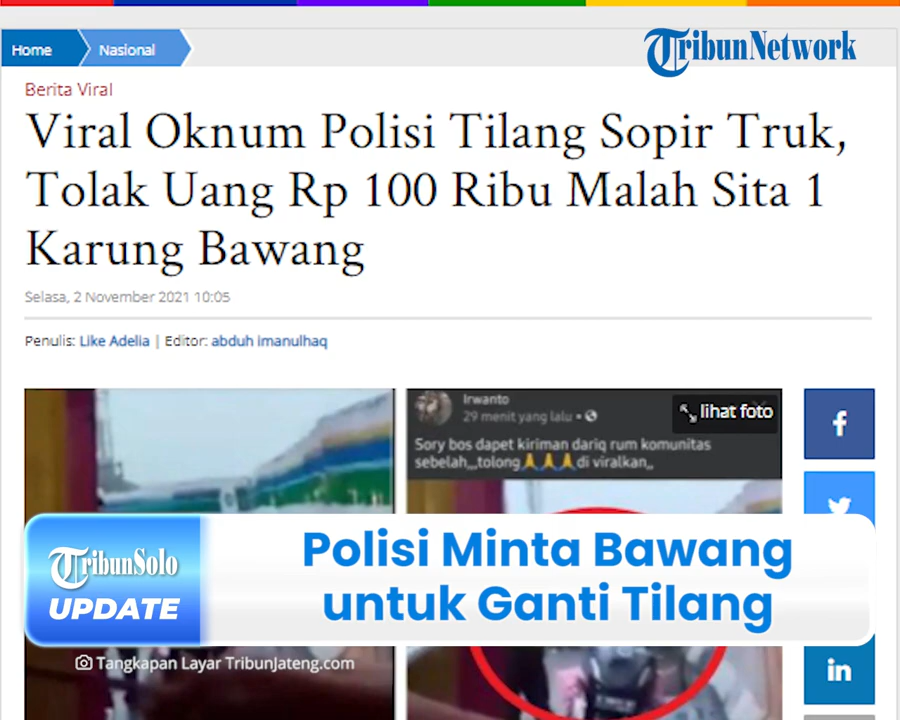 Home
Nasional
TribunNetwork
Berita Viral
Viral Oknum Polisi Tilang Sopir Truk,
Tolak Uang Rp 100 Ribu Malah Sita 1
Karung Bawang
Selasa, 2 November 2021 10:05
Penulis: Like Adelia | Editor: abduh imanulhaq
Irwanto
29 menit yang lalu •
lihat foto
Sory bos dapet kiriman dariq rum komunitas
sebelah,,,tolong🙏🙏🙏di viralkan,,
f
TribunSolo
UPDATE
Polisi Minta Bawang
untuk Ganti Tilang
Tangkapan Layar TribunJateng.com
in